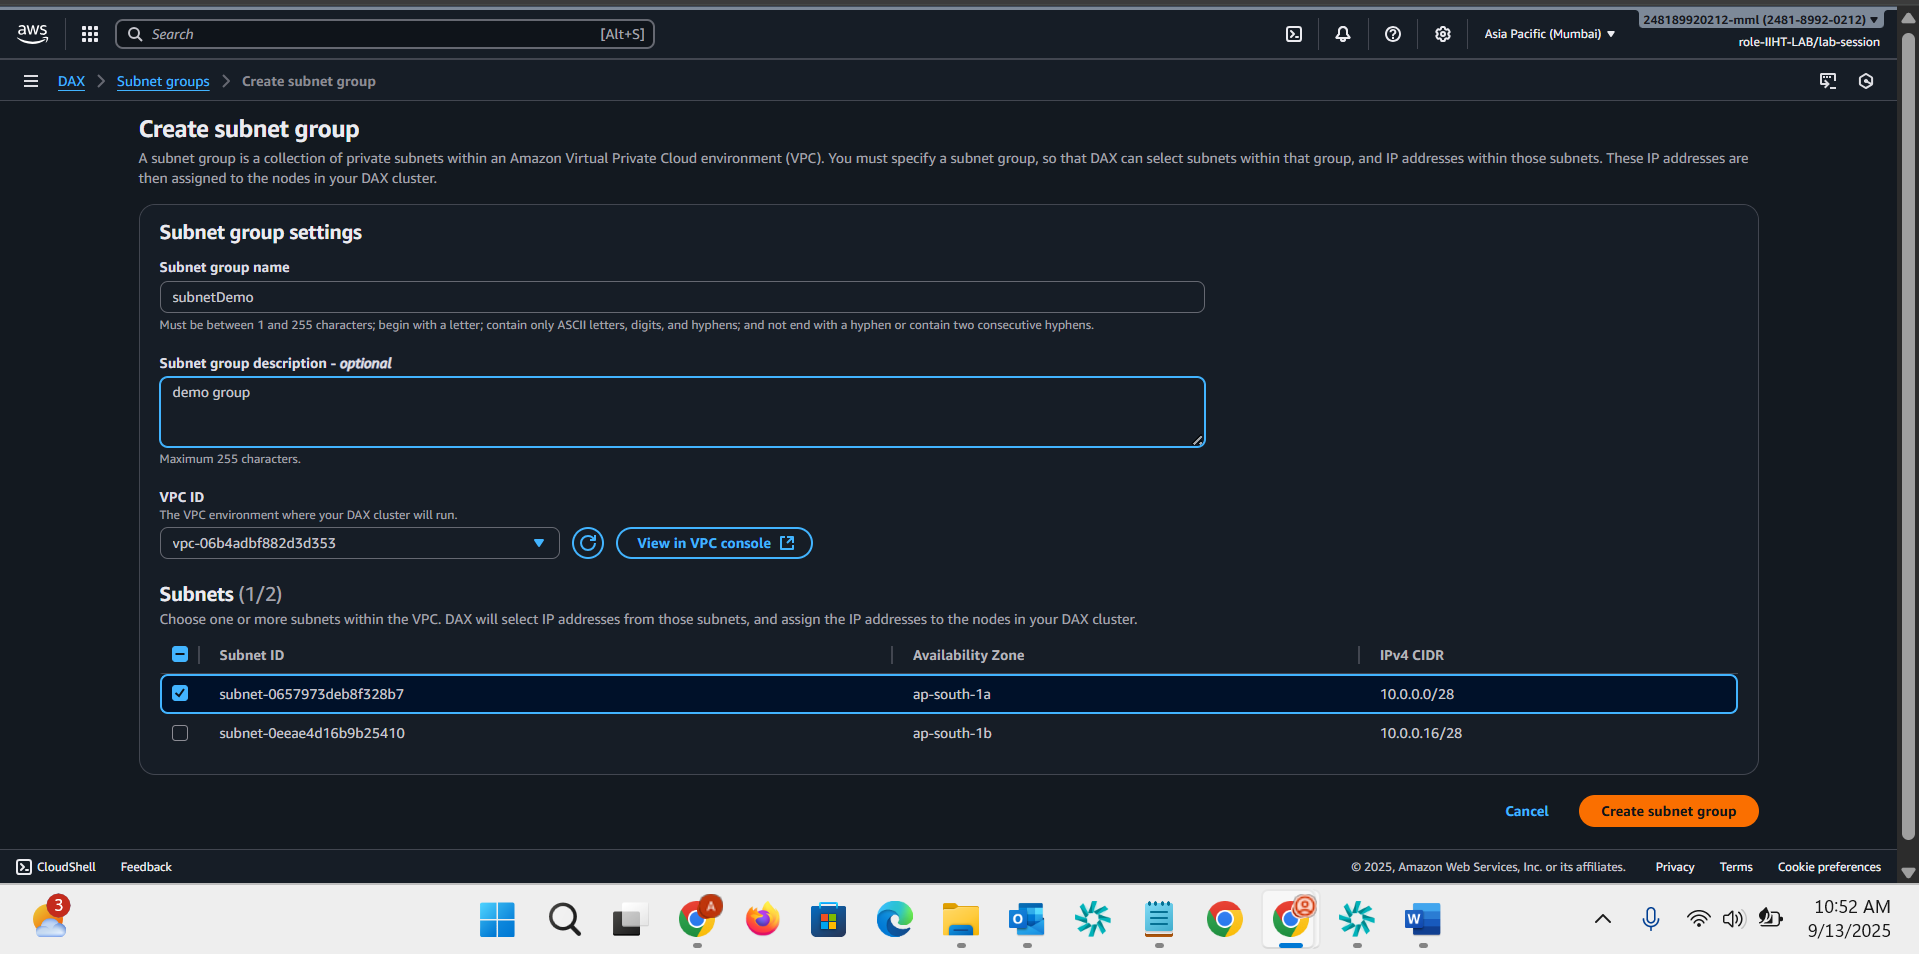 aws
Search [Alt+S]
Asia Pacific (Mumbai)
248189920212-mml (2481-8992-0212)
role-IIHT-LAB/lab-session
DAX
Subnet groups
Create subnet group
Create subnet group
A subnet group is a collection of private subnets within an Amazon Virtual Private Cloud environment (VPC). You must specify a subnet group, so that DAX can select subnets within that group, and IP addresses within those subnets. These IP addresses are
then assigned to the nodes in your DAX cluster.
Subnet group settings
Subnet group name
subnetDemo
Must be between 1 and 255 characters; begin with a letter; contain only ASCII letters, digits, and hyphens; and not end with a hyphen or contain two consecutive hyphens.
Subnet group description - optional
demo group
Maximum 255 characters.
VPC ID
The VPC environment where your DAX cluster will run.
vpc-06b4adbf882d3d353
View in VPC console
Subnets (1/2)
Choose one or more subnets within the VPC. DAX will select IP addresses from those subnets, and assign the IP addresses to the nodes in your DAX cluster.
Subnet ID Availability Zone IPv4 CIDR
subnet-0657973deb8f328b7 ap-south-1a 10.0.0.0/28
subnet-0eeae4d16b9b25410 ap-south-1b 10.0.0.16/28
Cancel
Create subnet group
CloudShell Feedback © 2025, Amazon Web Services, Inc. or its affiliates. Privacy Terms Cookie preferences
3
A
O
W
10:52 AM
9/13/2025